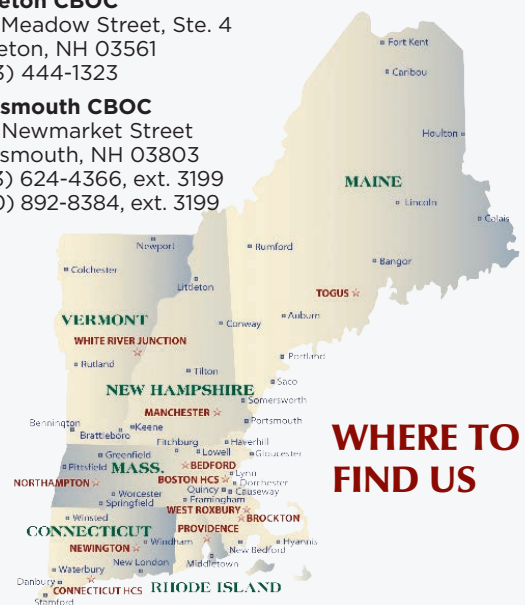 eton CBOC
Meadow Street, Ste. 4
eton, NH 03561
3) 444-1323
smouth CBOC
Newmarket Street
smouth, NH 03803
3) 624-4366, ext. 3199
0) 892-8384, ext. 3199
Fort Kent
Caribou
Houlton
MAINE
Lincoln
Calais
Newport
Rumford
Bangor
Colchester
Littleton
TOGUS
VERMONT
Conway
Auburn
WHITE RIVER JUNCTION
Portland
Rutland
Tilton
Saco
NEW HAMPSHIRE
Somersworth
MANCHESTER
Portsmouth
Bennington
Keene
Brattleboro
Fitchburg
Haverhill
WHERE TO
FIND US
Greenfield
Lowell
Gloucester
Pittsfield
MASS.
BEDFORD
Lynn
NORTHAMPTON
BOSTON HCS
Dorchester
Quincy
Causeway
Worcester
Framingham
Springfield
WEST ROXBURY
BROCKTON
Winsted
CONNECTICUT
PROVIDENCE
Windham
Hyannis
NEWINGTON
New Bedford
Middletown
Waterbury
New London
Danbury
RHODE ISLAND
CONNECTICUT HCS
Stamford